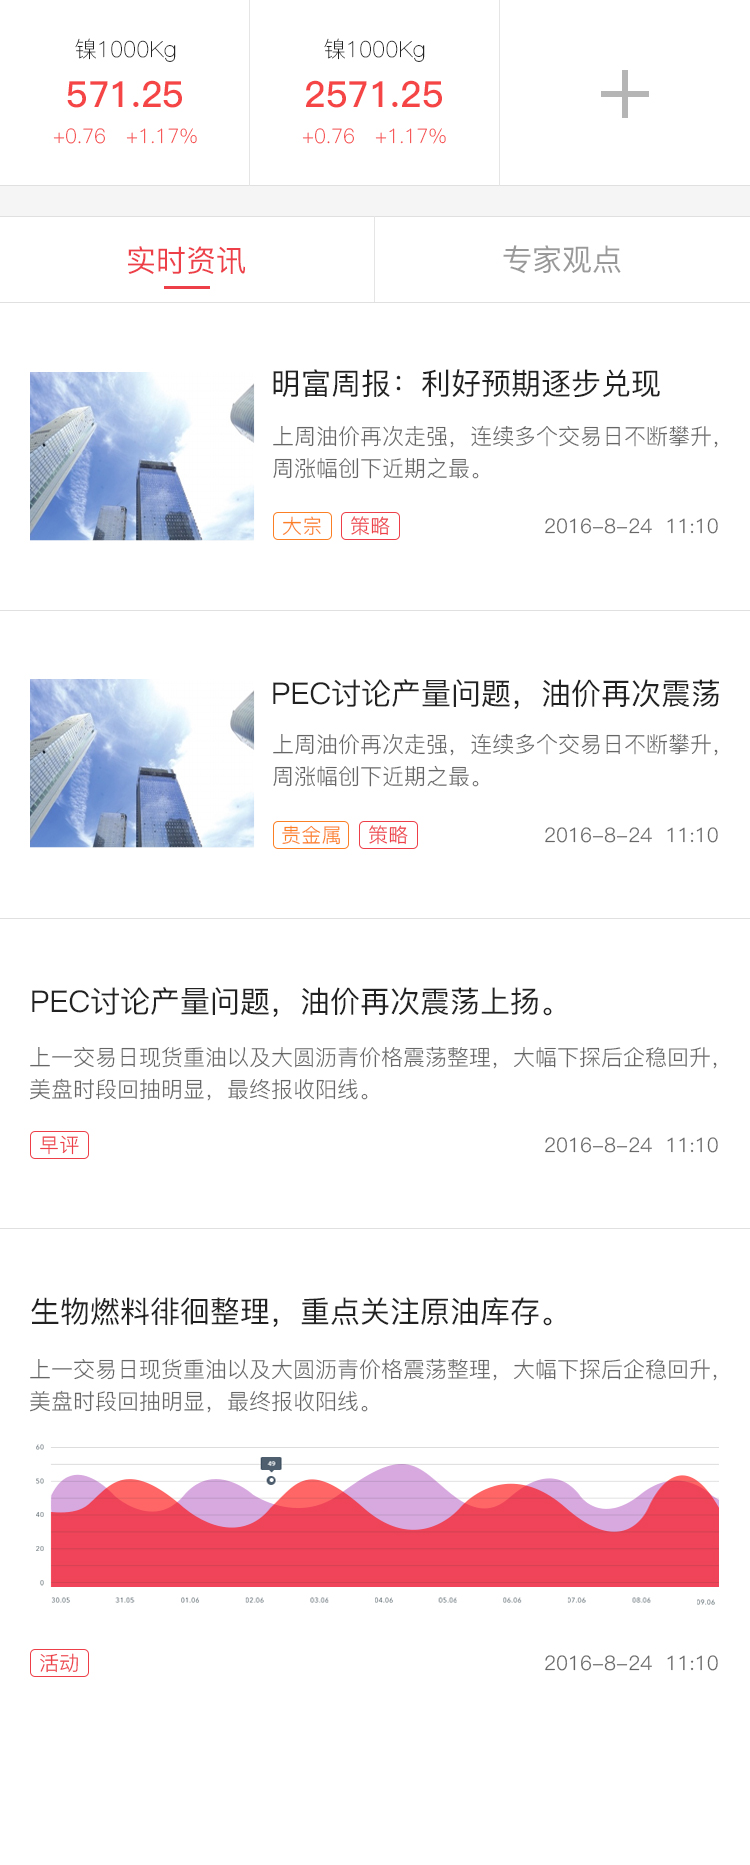 镍1000Kg
571.25
+0.76 +1.17%
镍1000Kg
2571.25
+0.76 +1.17%
实时资讯
专家观点
明富周报：利好预期逐步兑现
上周油价再次走强，连续多个交易日不断攀升，
周涨幅创下近期之最。
大宗 策略 2016-8-24 11:10
PEC讨论产量问题，油价再次震荡
上周油价再次走强，连续多个交易日不断攀升，
周涨幅创下近期之最。
贵金属 策略 2016-8-24 11:10
PEC讨论产量问题，油价再次震荡上扬。
上一交易日现货重油以及大圆沥青价格震荡整理，大幅下探后企稳回升，
美盘时段回抽明显，最终报收阳线。
早评 2016-8-24 11:10
生物燃料徘徊整理，重点关注原油库存。
上一交易日现货重油以及大圆沥青价格震荡整理，大幅下探后企稳回升，
美盘时段回抽明显，最终报收阳线。
60
49
50
40
20
0
30.05 31.05 01.06 02.06 03.06 04.06 05.06 06.06 07.06 08.06 09.06
活动 2016-8-24 11:10